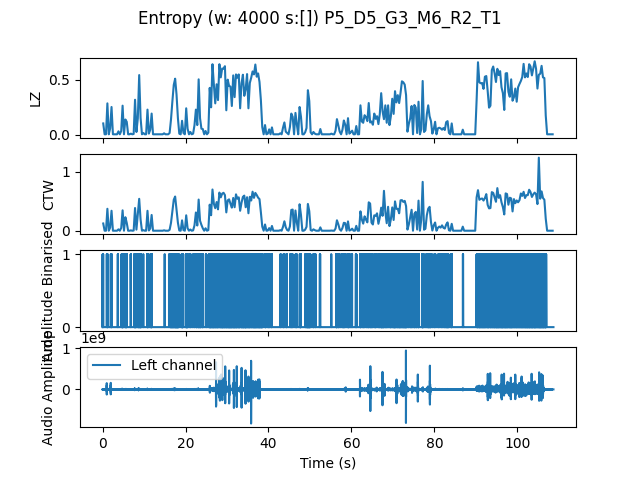 Entropy (w: 4000 s:[]) P5_D5_G3_M6_R2_T1
0.5
0.0
LZ
1
0
CTW
1
0
Amplitude Binarised
1e9
1
0
Audio Amplitude
Left channel
0 20 40 60 80 100
Time (s)